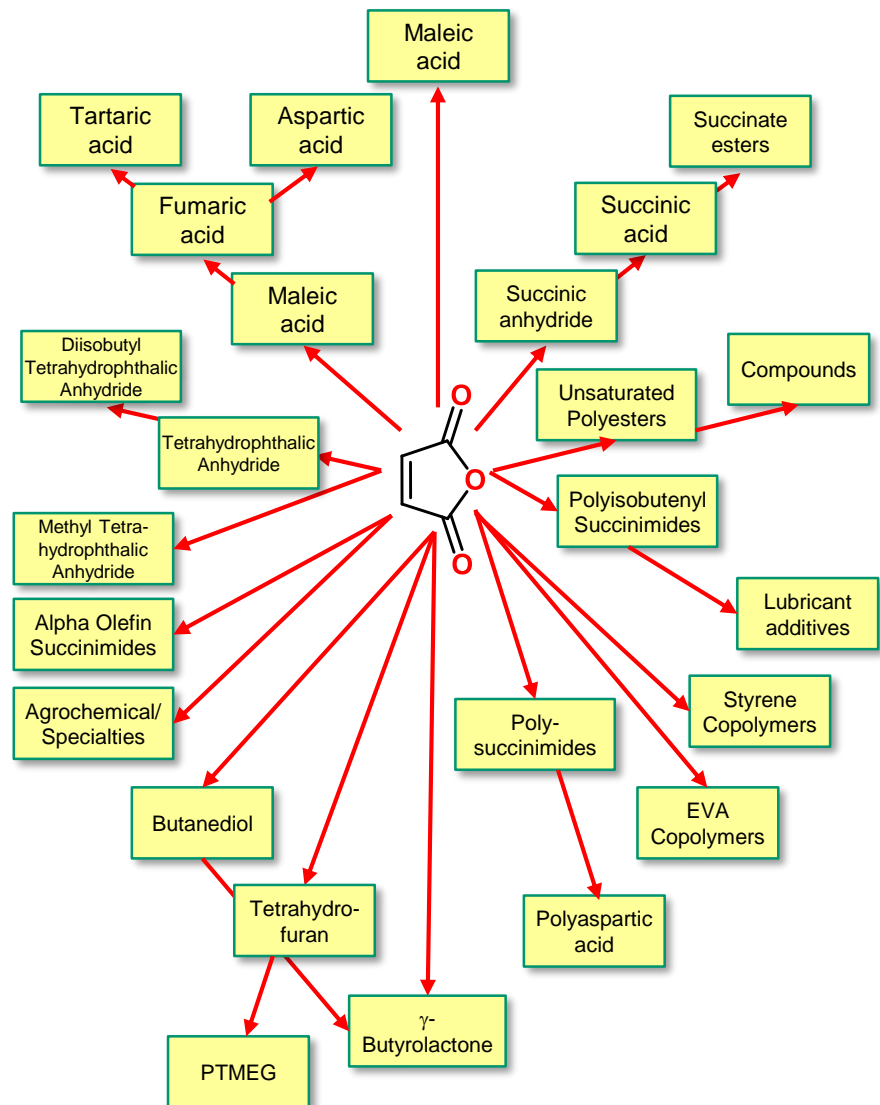 Maleic
acid
Tartaric
acid
Aspartic
acid
Succinate
esters
Fumaric
acid
Succinic
acid
Maleic
acid
Succinic
anhydride
Diisobutyl
Tetrahydrophthalic
Anhydride
Compounds
Unsaturated
Polyesters
O
Tetrahydrophthalic
Anhydride
O
Polyisobutenyl
Succinimides
Methyl Tetra-
hydrophthalic
Anhydride
O
Alpha Olefin
Succinimides
Lubricant
additives
Agrochemical/
Specialties
Poly-
succinimides
Styrene
Copolymers
Butanediol
EVA
Copolymers
Tetrahydro-
furan
Polyaspartic
acid
γ-
Butyrolactone
PTMEG